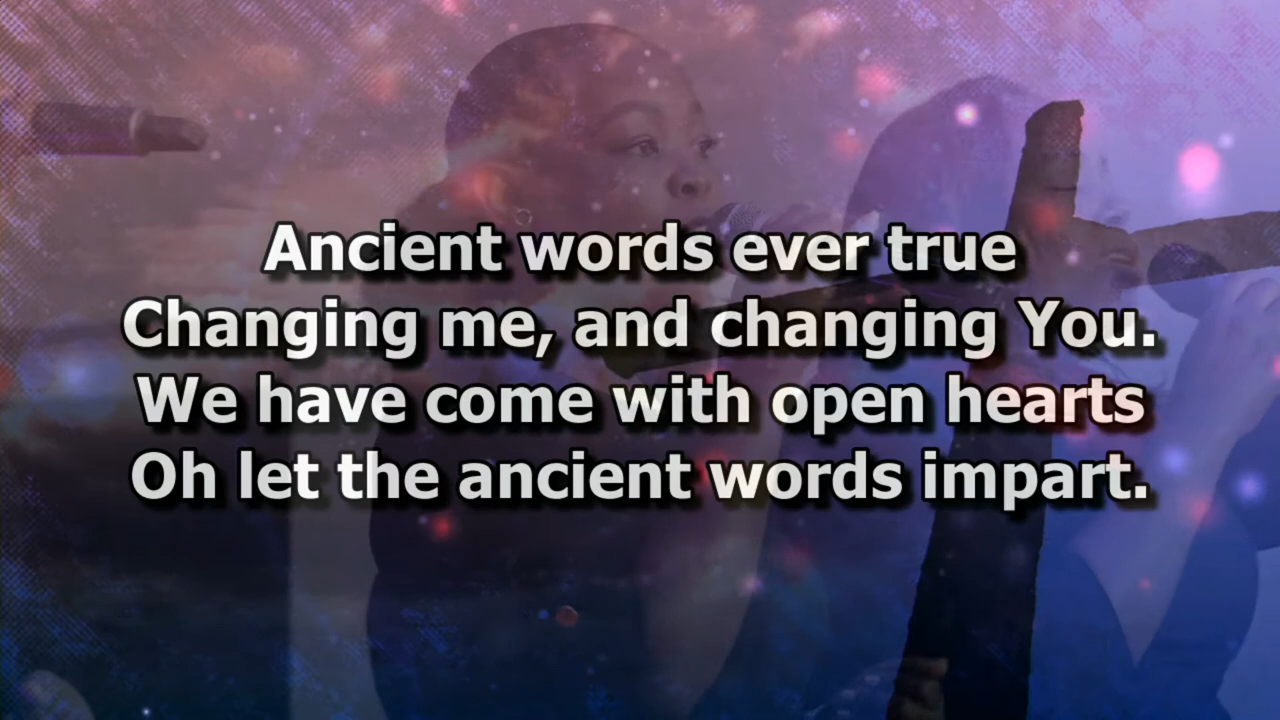 Ancient words ever true
Changing me, and changing You.
We have come with open hearts
Oh let the ancient words impart.